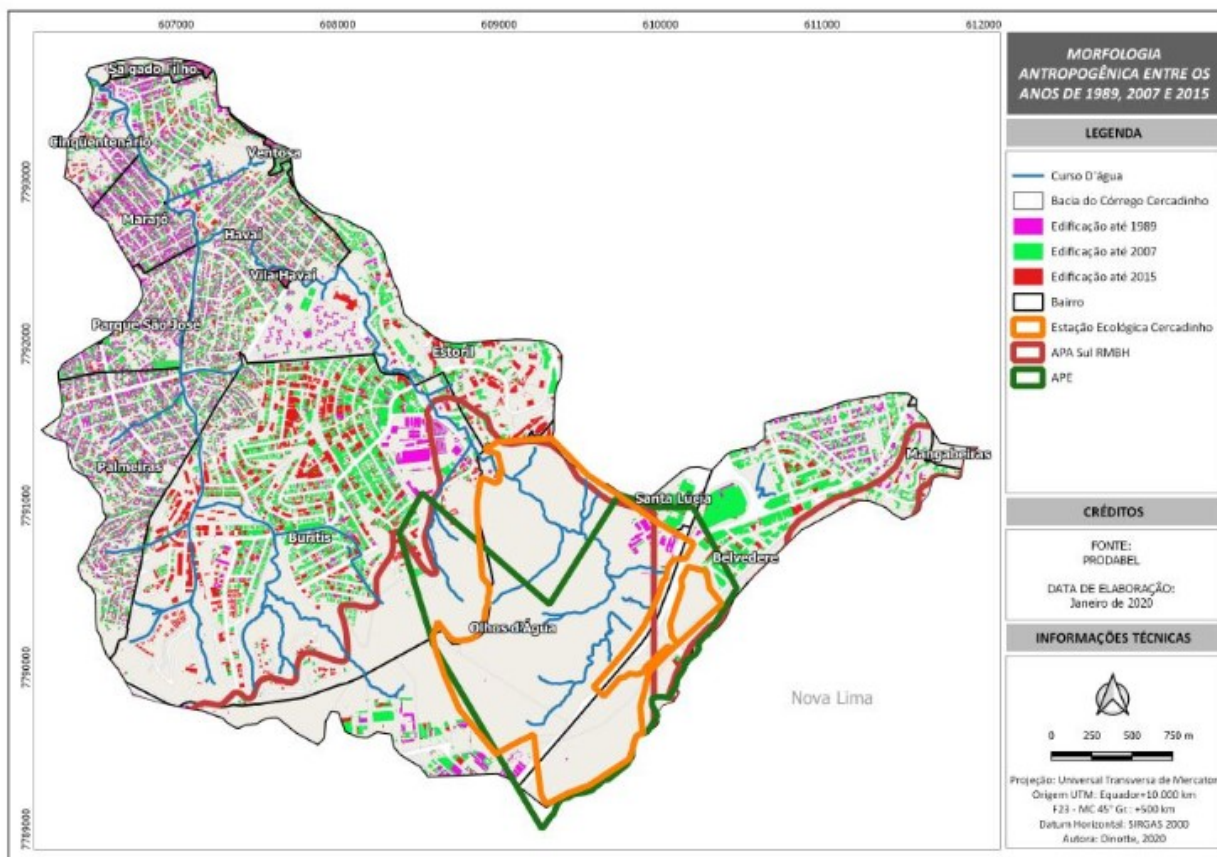 607000 608000 609000 610000 611000 612000
MORFOLOGIA
ANTROPOGÊNICA ENTRE OS
ANOS DE 1989, 2007 E 2015
LEGENDA
Curso D'água
Bacia do Córrego Cercadinho
Edificação até 1989
Edificação até 2007
Edificação até 2015
Bairro
Estação Ecológica Cercadinho
APA Sul RMBH
APE
CRÉDITOS
FONTE:
PRODABEL
DATA DE ELABORAÇÃO:
Janeiro de 2020
INFORMAÇÕES TÉCNICAS
0 250 500 750 m
Projeção: Universal Transversa de Mercator
Origem UTM: Equador+10.000 km
F23 - MC 45° Gr.: +500 km
Datum Horizontal: SIRGAS 2000
Autora: Dinotte, 2020
7793000
7792000
7791000
7790000
7789000
Salgado Filho
Cinqüentenário
Ventosa
Marajó
Havaí
Vila Havaí
Parque São José
Estoril
Palmeiras
Mangabeiras
Santa Lúcia
Buritis
Belvedere
Olhos d'Água
Nova Lima